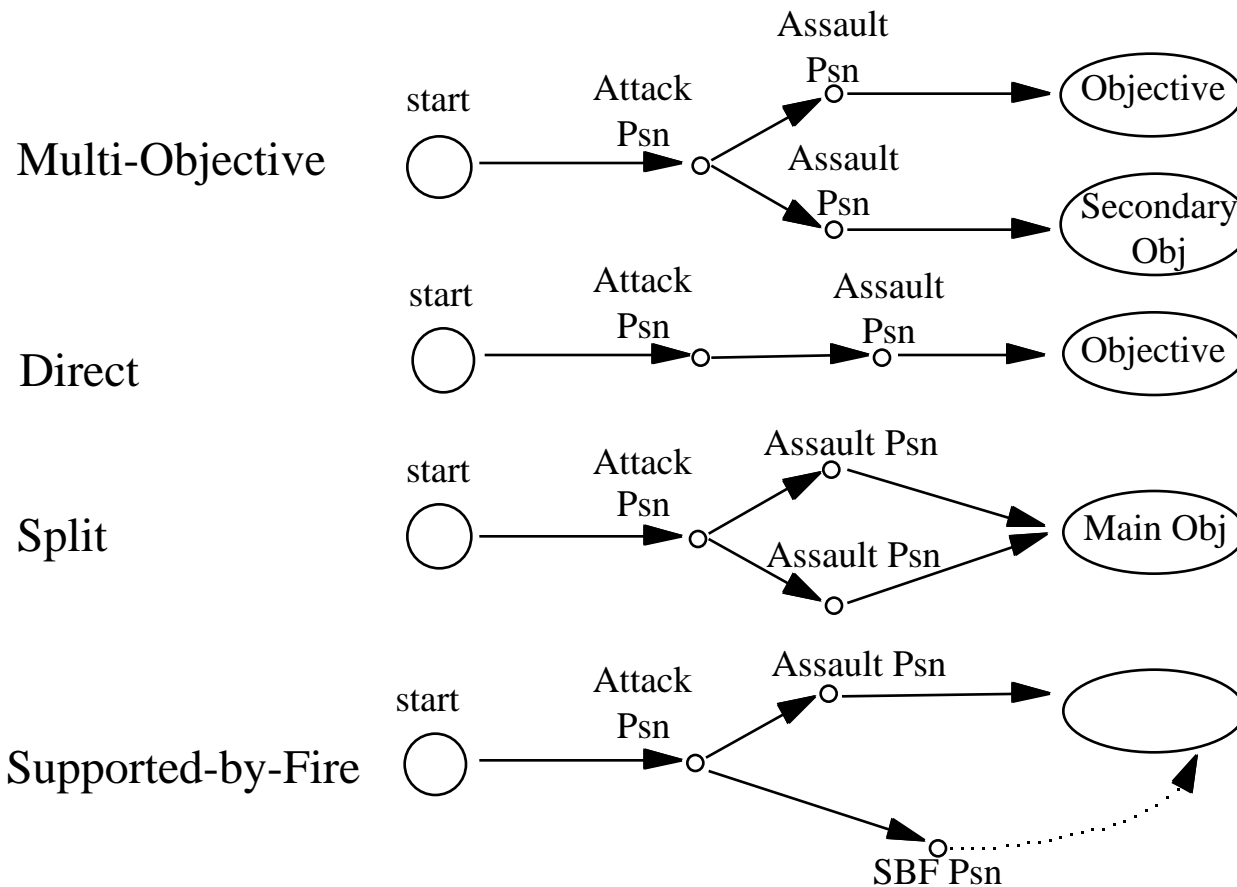 Multi-Objective
start
Attack
Psn
Assault
Psn
Objective
Assault
Psn
Secondary
Obj
Direct
start
Attack
Psn
Assault
Psn
Objective
Split
start
Attack
Psn
Assault Psn
Assault Psn
Main Obj
Supported-by-Fire
start
Attack
Psn
Assault Psn
SBF Psn